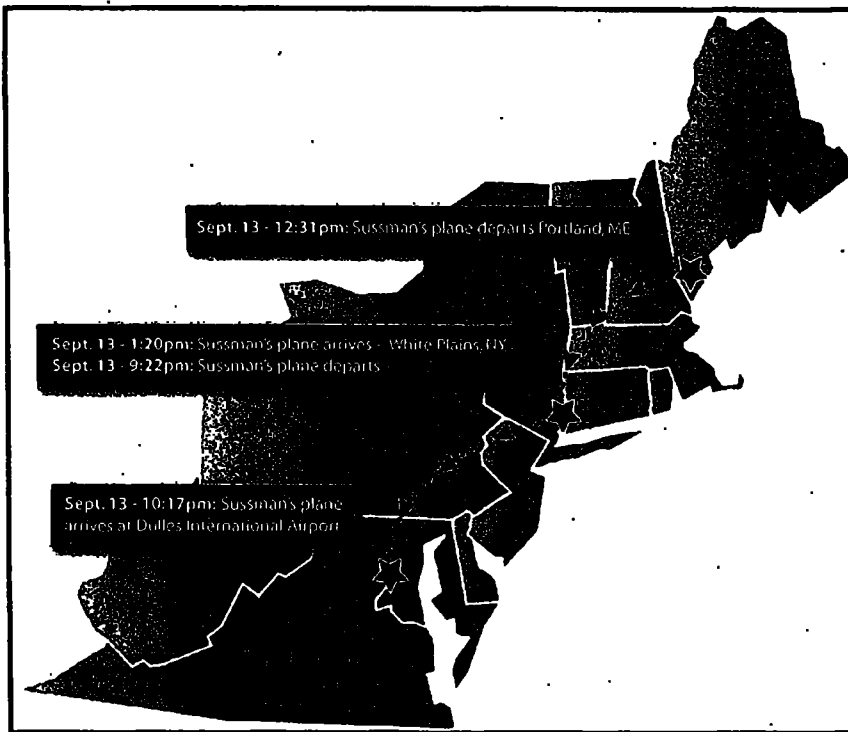 Sept. 13 - 12:31pm: Sussman's plane departs Portland, ME
Sept. 13 - 1:20pm: Sussman's plane arrives - White Plains, NY
Sept. 13 - 9:22pm: Sussman's plane departs
Sept. 13 - 10:17pm: Sussman's plane
arrives at Dulles International Airport